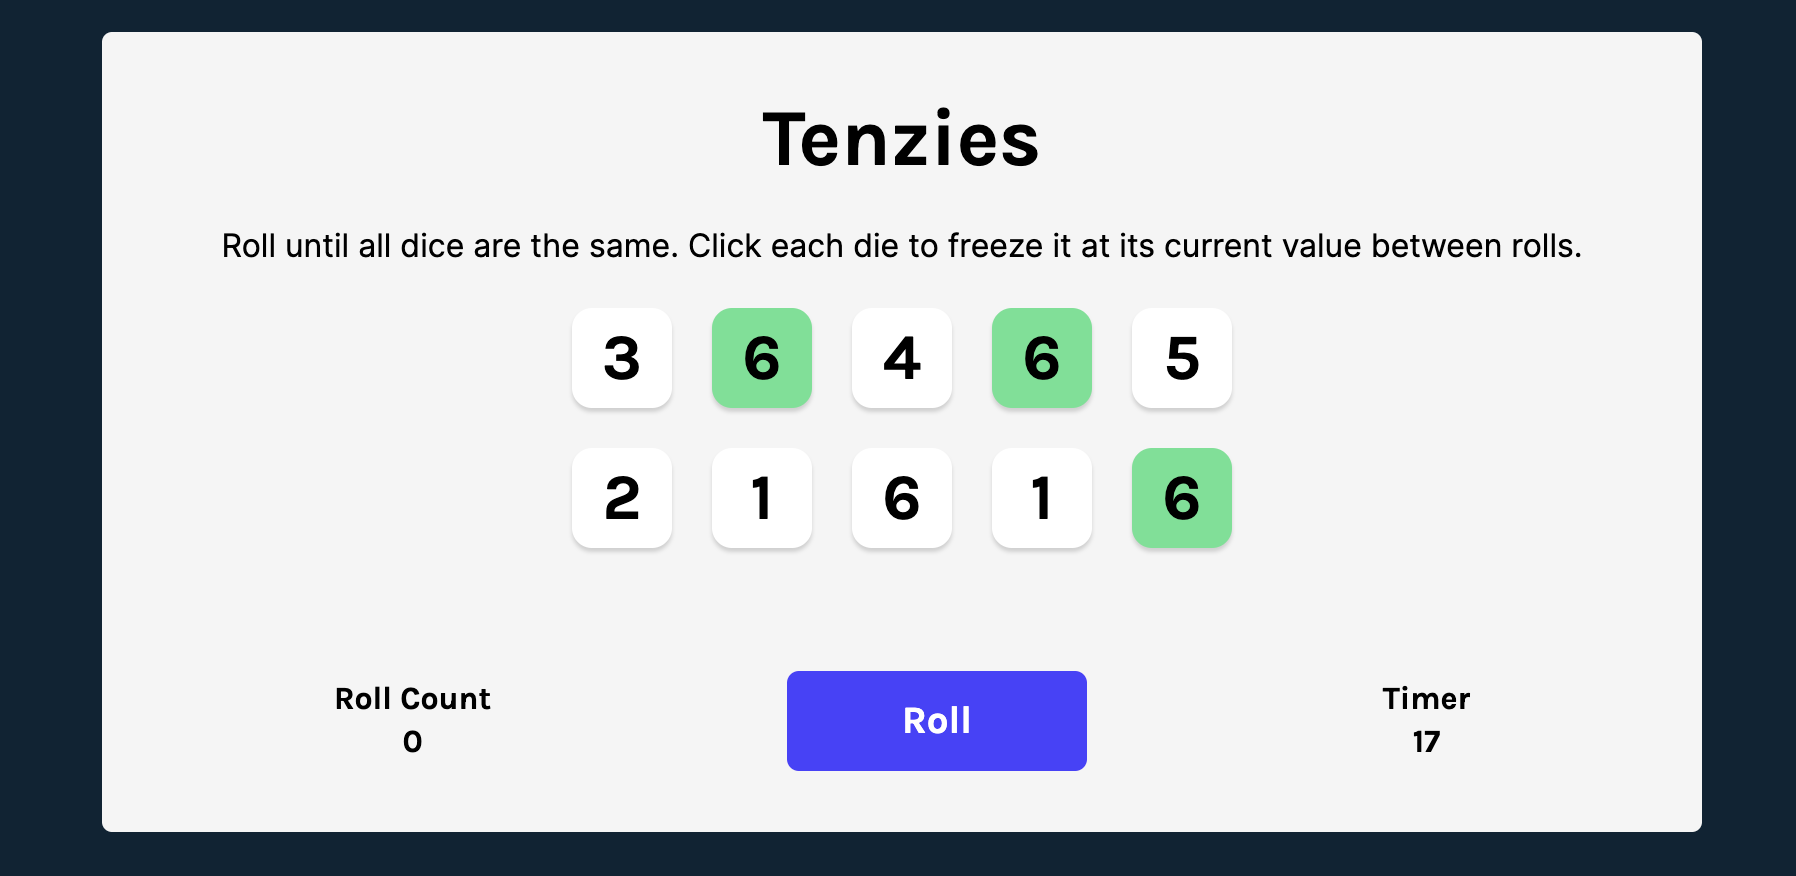 Tenzies
Roll until all dice are the same. Click each die to freeze it at its current value between rolls.
3 6 4 6 5
2 1 6 1 6
Roll Count
0
Roll
Timer
17